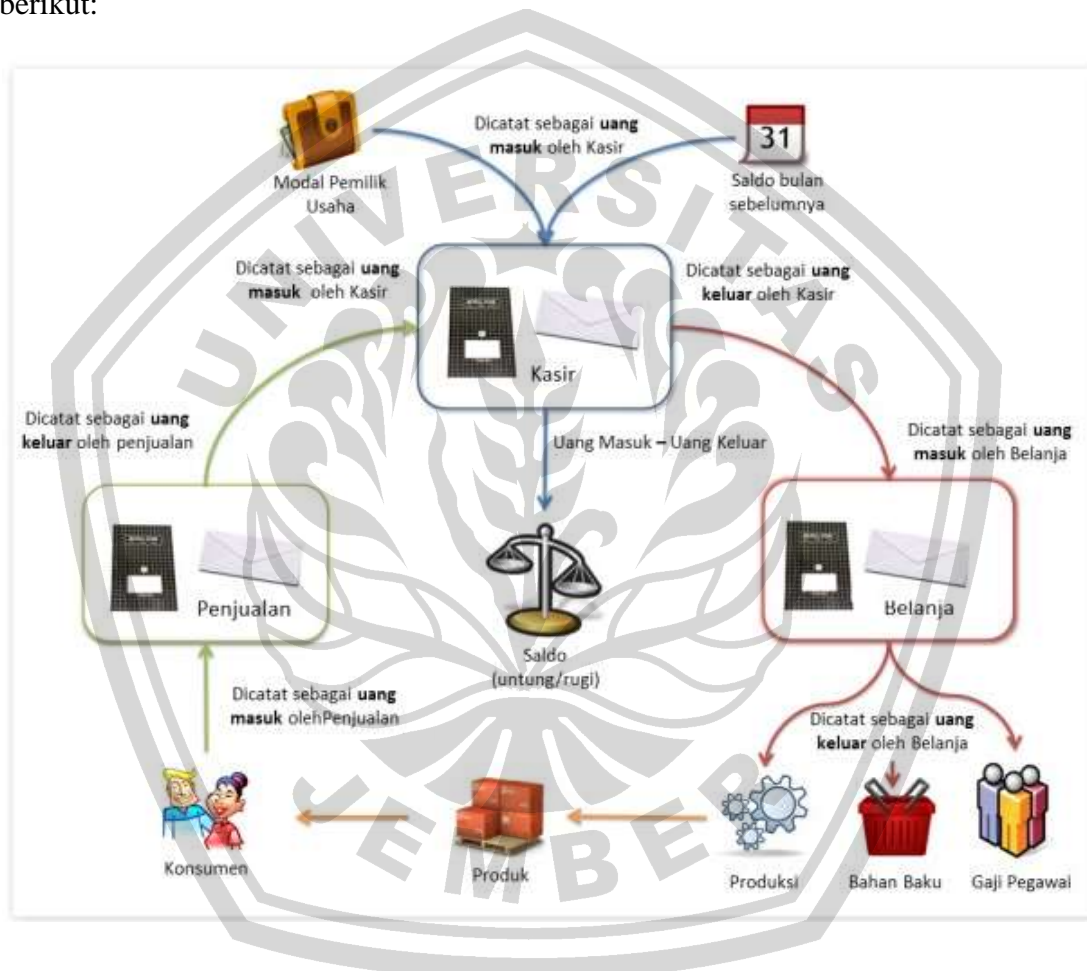 berikut:
Dicatat sebagai uang
masuk oleh Kasir
31
Modal Pemilik
Usaha
Saldo bulan
sebelumnya
Dicatat sebagai uang
masuk oleh Kasir
Dicatat sebagai uang
keluar oleh Kasir
Kasir
Dicatat sebagai uang
keluar oleh penjualan
Uang Masuk – Uang Keluar
Dicatat sebagai uang
masuk oleh Belanja
Penjualan
Belanja
Saldo
(untung/rugi)
Dicatat sebagai uang
masuk olehPenjualan
Dicatat sebagai uang
keluar oleh Belanja
Konsumen
Produk
Produksi
Bahan Baku
Gaji Pegawai
UNIVERSITAS
JEMBER